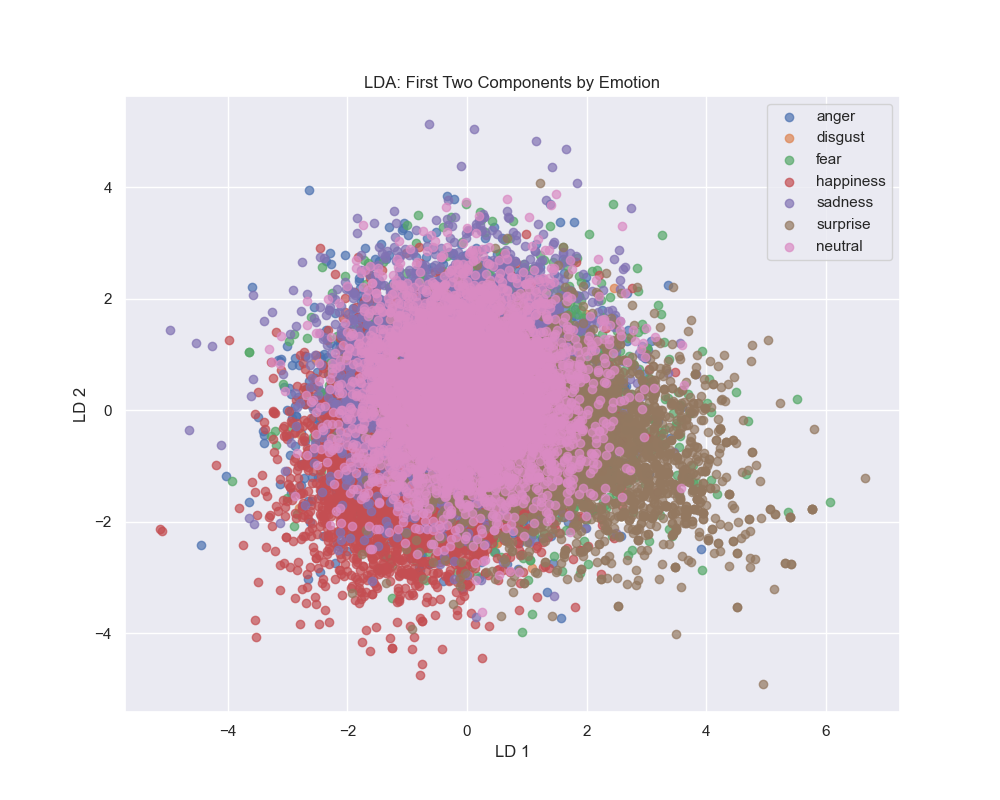 LDA: First Two Components by Emotion
anger
disgust
fear
happiness
sadness
surprise
neutral
4
2
0
−2
−4
LD 2
−4
−2
0
2
4
6
LD 1